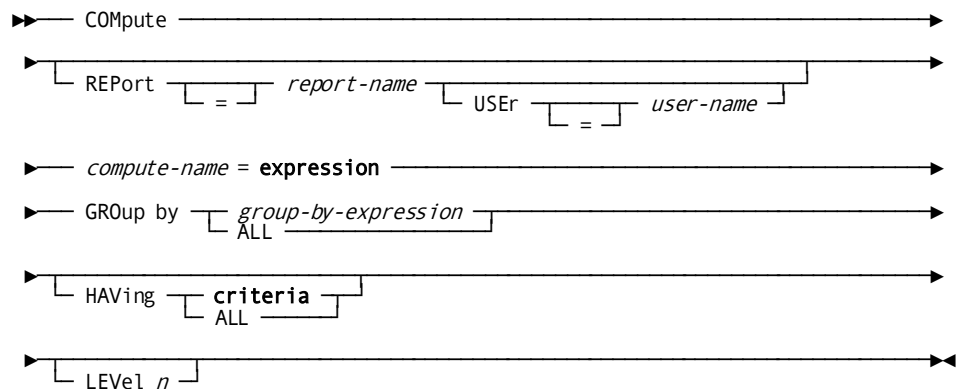 COMpute
REPort = report-name USEr = user-name
compute-name = expression
GROup by group-by-expression
ALL
HAVing criteria
ALL
LEVel n